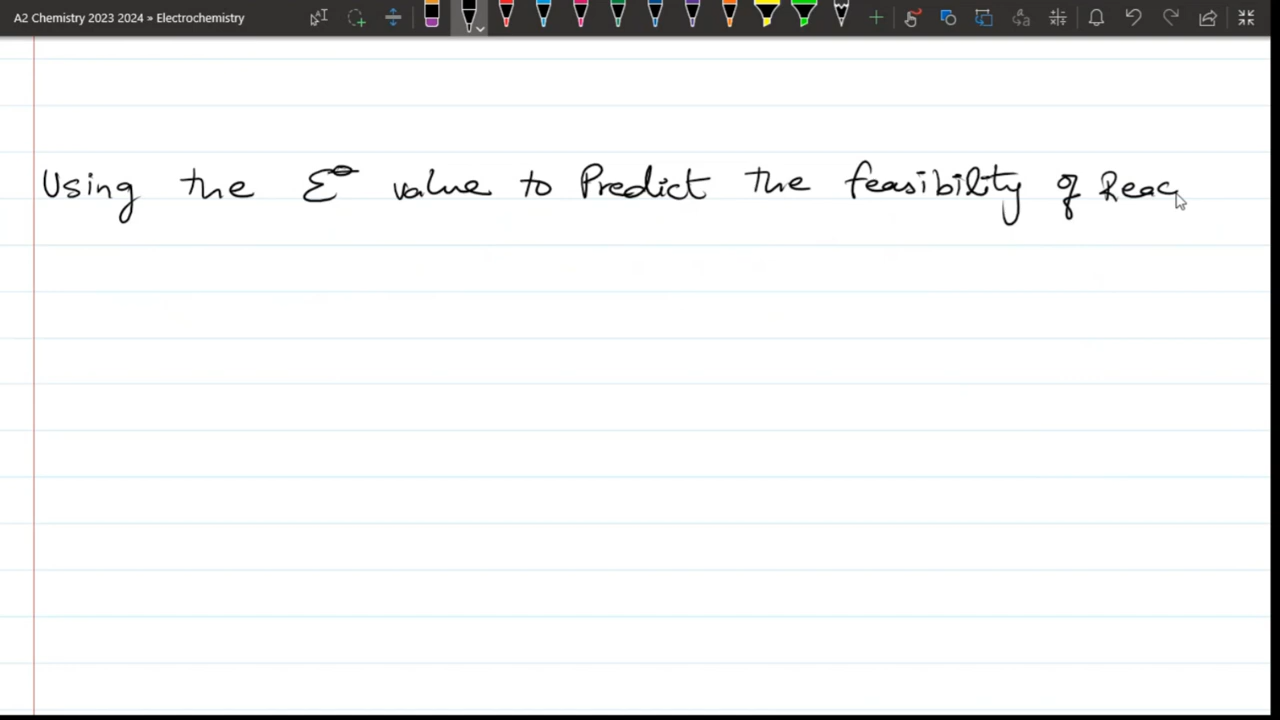 A2 Chemistry 2023 2024 » Electrochemistry
Using the E⦵ value to Predict the feasibility of Reac